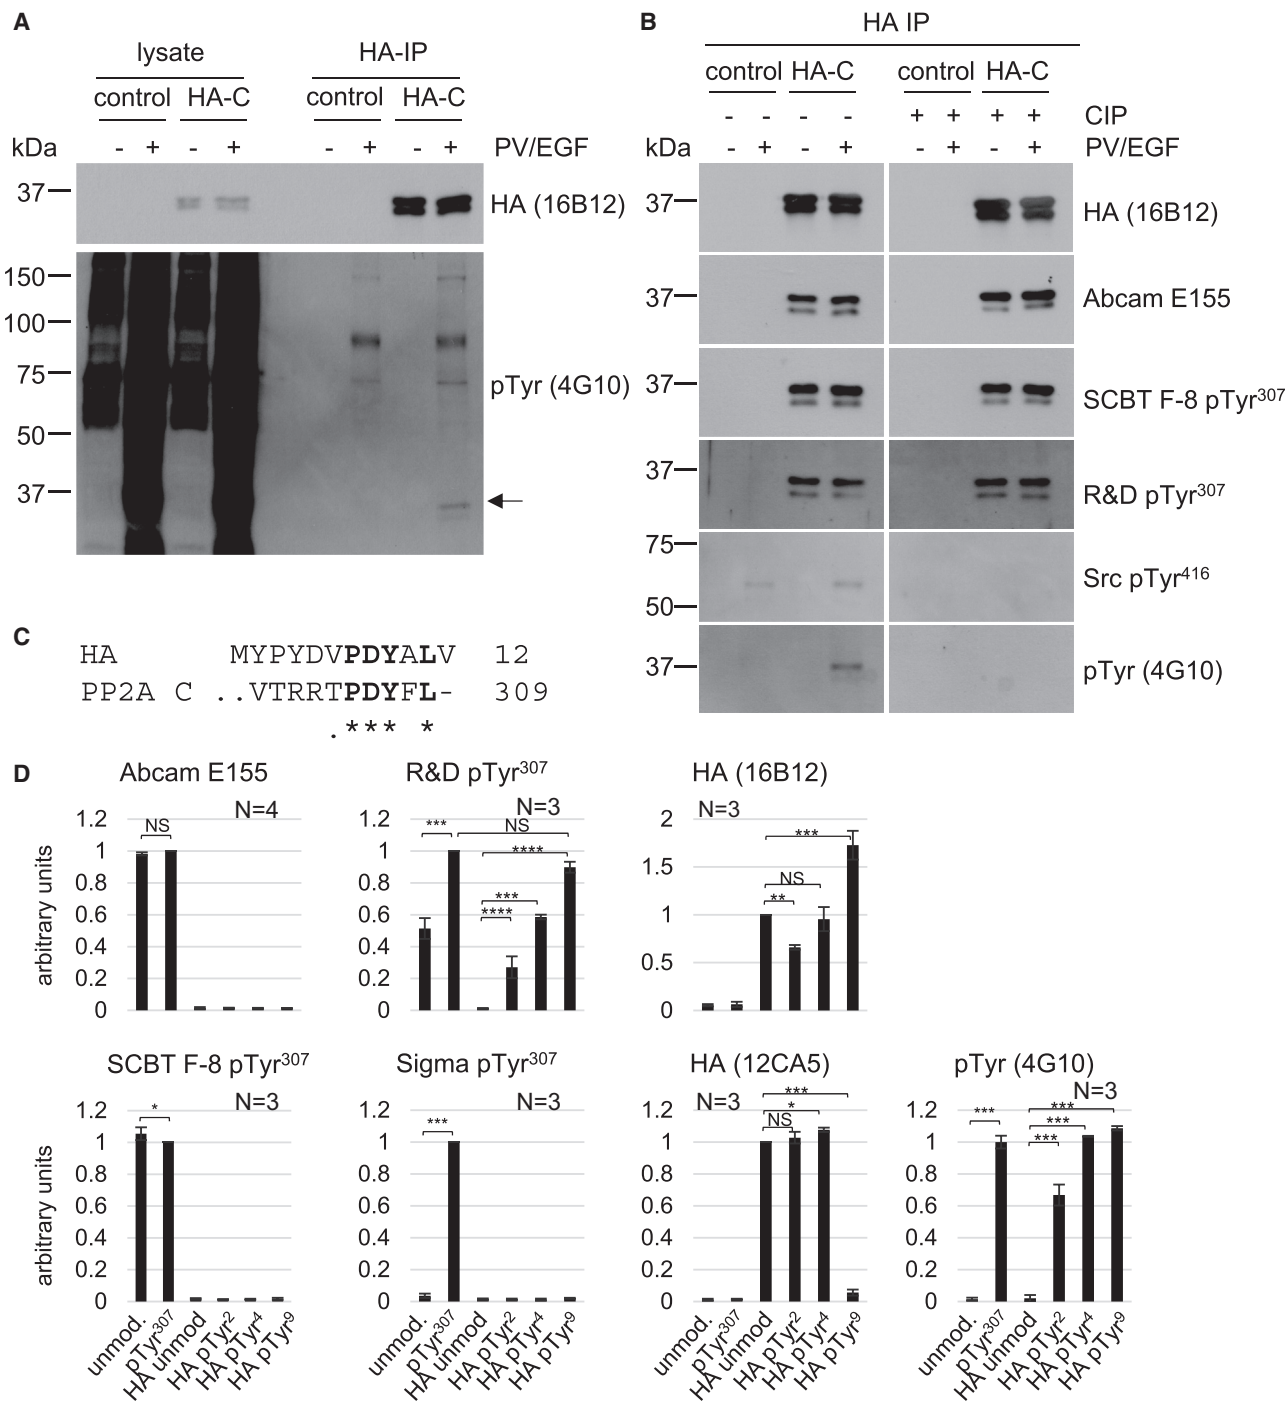 A
lysate HA-IP
control HA-C control HA-C
kDa - + - + - + - + PV/EGF
37 HA (16B12)
150
100
75 pTyr (4G10)
50
37
B
HA IP
control HA-C control HA-C
- - - - + + + + CIP
kDa - + - + - + - + PV/EGF
37 HA (16B12)
37 Abcam E155
37 SCBT F-8 pTyr307
37 R&D pTyr307
75 Src pTyr416
50
37 pTyr (4G10)
C
HA MYPYDVPDYALV 12
PP2A C ..VTRRTPDYFL- 309
.*** *
D
Abcam E155
N=4
NS
arbitrary units
1.2
1
0.8
0.6
0.4
0.2
0
R&D pTyr307
N=3
*** NS
****
***
****
1.2
1
0.8
0.6
0.4
0.2
0
HA (16B12)
N=3
***
NS
**
2
1.5
1
0.5
0
SCBT F-8 pTyr307
N=3
*
arbitrary units
1.2
1
0.8
0.6
0.4
0.2
0
unmod.
pTyr307
HA unmod
HA pTyr2
HA pTyr4
HA pTyr9
Sigma pTyr307
N=3
***
1.2
1
0.8
0.6
0.4
0.2
0
unmod.
pTyr307
HA unmod
HA pTyr2
HA pTyr4
HA pTyr9
HA (12CA5)
N=3
***
*
NS
1.2
1
0.8
0.6
0.4
0.2
0
unmod.
pTyr307
HA unmod
HA pTyr2
HA pTyr4
HA pTyr9
pTyr (4G10)
N=3
*** ***
***
***
1.2
1
0.8
0.6
0.4
0.2
0
unmod.
pTyr307
HA unmod
HA pTyr2
HA pTyr4
HA pTyr9